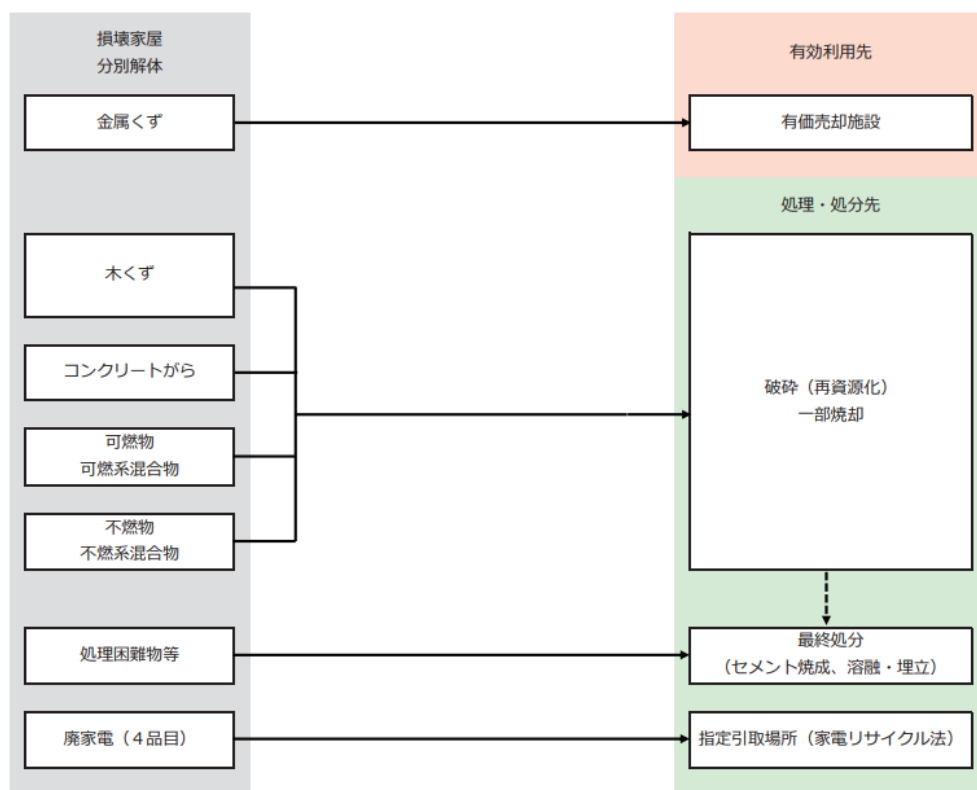 損壊家屋
分別解体
有効利用先
金属くず
有価売却施設
処理・処分先
木くず
コンクリートがら
可燃物
可燃系混合物
不燃物
不燃系混合物
破砕（再資源化）
一部焼却
処理困難物等
最終処分
（セメント焼成、溶融・埋立）
廃家電（４品目）
指定引取場所（家電リサイクル法）